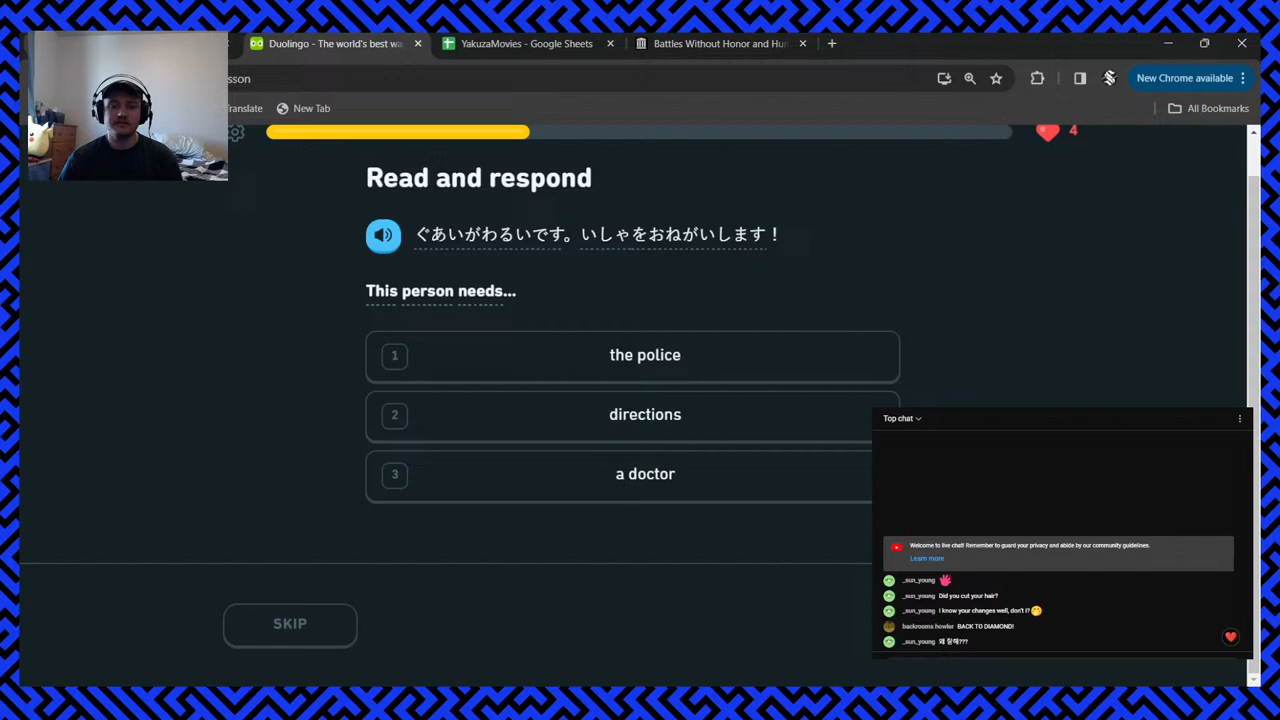 Duolingo - The world's best wa
YakuzaMovies - Google Sheets
Battles Without Honor and Hun
sson
New Chrome available
Translate
New Tab
All Bookmarks
4
Read and respond
ぐあいがわるいです。いしゃをおねがいします！
This person needs...
1 the police
2 directions
3 a doctor
SKIP
Top chat
Welcome to live chat! Remember to guard your privacy and abide by our community guidelines.
Learn more
_sun_young
_sun_young Did you cut your hair?
_sun_young I know your changes well, don't I?
backrooms howler BACK TO DIAMOND!
_sun_young 왜 잘해???